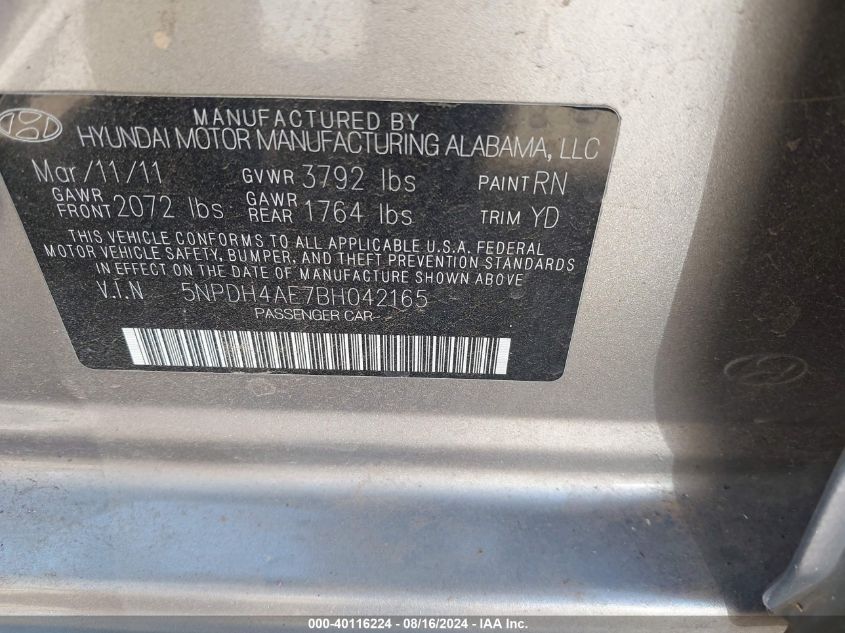 MANUFACTURED BY
HYUNDAI MOTOR MANUFACTURING ALABAMA, LLC
Mar/11/11 GVWR 3792 lbs PAINT RN
GAWR FRONT 2072 lbs GAWR REAR 1764 lbs TRIM YD
THIS VEHICLE CONFORMS TO ALL APPLICABLE U.S.A. FEDERAL
MOTOR VEHICLE SAFETY, BUMPER, AND THEFT PREVENTION STANDARDS
IN EFFECT ON THE DATE OF MANUFACTURE SHOWN ABOVE
V.I.N 5NPDH4AE7BH042165
PASSENGER CAR
000-40116224 - 08/16/2024 - IAA Inc.